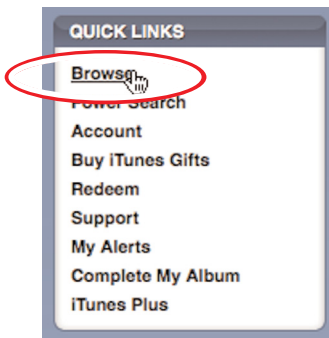 QUICK LINKS
Browse
Power Search
Account
Buy iTunes Gifts
Redeem
Support
My Alerts
Complete My Album
iTunes Plus